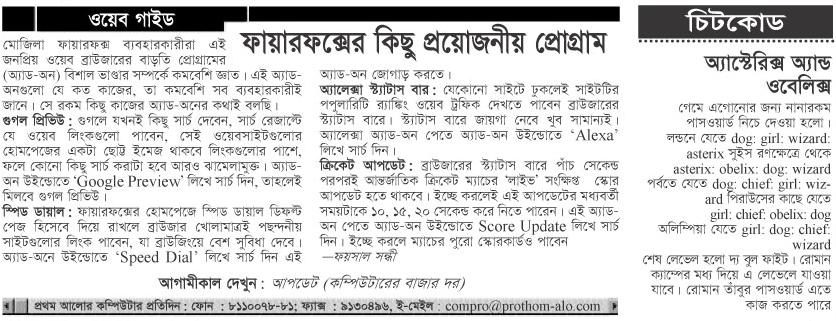 ওয়েব গাইড
ফায়ারফক্সের কিছু প্রয়োজনীয় প্রোগ্রাম
মোজিলা ফায়ারফক্স ব্যবহারকারীরা এই
জনপ্রিয় ওয়েব ব্রাউজারের বাড়তি প্রোগ্রামের
(অ্যাড-অন) বিশাল ভাণ্ডার সম্পর্কে কমবেশি জ্ঞাত। এই অ্যাড-
অনগুলো যে কত কাজের, তা কমবেশি সব ব্যবহারকারীই
জানে। সে রকম কিছু কাজের অ্যাড-অনের কথাই বলছি।
গুগল প্রিভিউ : গুগলে যখনই কিছু সার্চ দেবেন, সার্চ রেজাল্টে
যে ওয়েব লিংকগুলো পাবেন, সেই ওয়েবসাইটগুলোর
হোমপেজের একটা ছোট্ট ইমেজ থাকবে লিংকগুলোর পাশে,
ফলে কোনো কিছু সার্চ করাটা হবে আরও ঝামেলামুক্ত। অ্যাড-
অন উইন্ডোতে ‘Google Preview’ লিখে সার্চ দিন, তাহলেই
মিলবে গুগল প্রিভিউ।
স্পিড ডায়াল : ফায়ারফক্সের হোমপেজে স্পিড ডায়াল ডিফল্ট
পেজ হিসেবে দিয়ে রাখলে ব্রাউজার খোলামাত্রই পছন্দনীয়
সাইটগুলোর লিংক পাবেন, যা ব্রাউজিংয়ে বেশ সুবিধা দেবে।
অ্যাড-অনে উইন্ডোতে ‘Speed Dial’ লিখে সার্চ দিন এই
অ্যাড-অন জোগাড় করতে।
অ্যালেক্সা স্ট্যাটাস বার : যেকোনো সাইটে ঢুকলেই সাইটটির
পপুলারিটি র‍্যাঙ্কিং ওয়েব ট্রফিক দেখতে পাবেন ব্রাউজারের
স্ট্যাটাস বারে। স্ট্যাটাস বারে জায়গা নেবে খুব সামান্যই।
অ্যালেক্সা অ্যাড-অন পেতে অ্যাড-অন উইন্ডোতে ‘Alexa’
লিখে সার্চ দিন।
ক্রিকেট আপডেট : ব্রাউজারের স্ট্যাটাস বারে পাঁচ সেকেন্ড
পরপরই আন্তর্জাতিক ক্রিকেট ম্যাচের ‘লাইভ’ সংক্ষিপ্ত স্কোর
আপডেট হতে থাকবে। ইচ্ছে করলেই এই আপডেটের মধ্যবর্তী
সময়টাকে ১০, ১৫, ২০ সেকেন্ড করে নিতে পারেন। এই অ্যাড-
অন পেতে অ্যাড-অন উইন্ডোতে Score Update লিখে সার্চ
দিন। ইচ্ছে করলে ম্যাচের পুরো স্কোরকার্ডও পাবেন
—ফয়সাল সন্ধী
আগামীকাল দেখুন : আপডেট (কম্পিউটারের বাজার দর)
প্রথম আলোর কম্পিউটার প্রতিদিন : ফোন : ৮১১০০৭৮-৮১; ফ্যাক্স : ৯১৩০৪৯৬, ই-মেইল : compro@prothom-alo.com
চিটকোড
অ্যাস্টেরিক্স অ্যান্ড
ওবেলিক্স
গেমে এগোনোর জন্য নানারকম
পাসওয়ার্ড নিচে দেওয়া হলো।
লন্ডনে যেতে dog: girl: wizard:
asterix সুইস রণক্ষেত্রে থেকে
asterix: obelix: dog: wizard
পর্বতে যেতে dog: chief: girl: wiz-
ard পিরাউসের কাছে যেতে
girl: chief: obelix: dog
অলিম্পিয়া যেতে girl: dog: chief:
wizard
শেষ লেভেল হলো দ্য বুল ফাইট। রোমান
ক্যাম্পের মধ্য দিয়ে এ লেভেলে যাওয়া
যাবে। রোমান তাঁবুর পাসওয়ার্ড এতে
কাজ করতে পারে